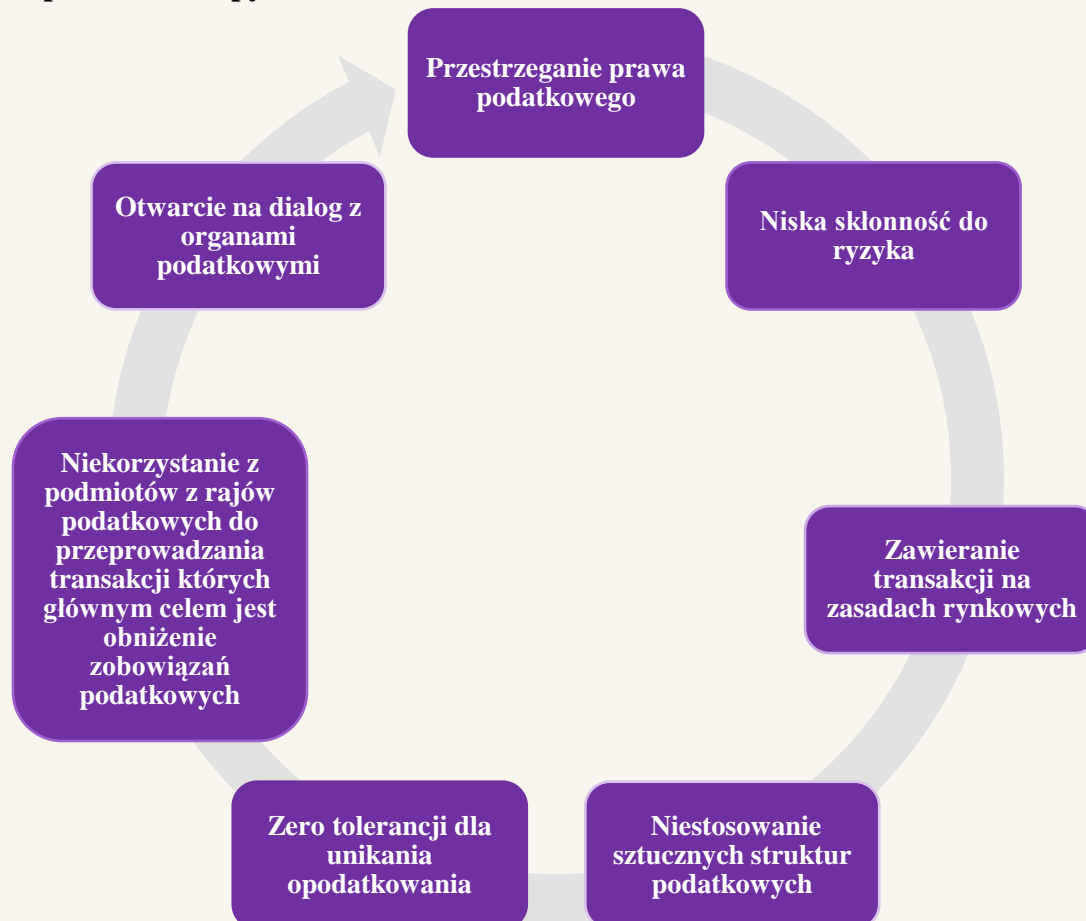 Przestrzeganie prawa
podatkowego
Niska skłonność do
ryzyka
Zawieranie
transakcji na
zasadach rynkowych
Niestosowanie
sztucznych struktur
podatkowych
Zero tolerancji dla
unikania
opodatkowania
Niekorzystanie z
podmiotów z rajów
podatkowych do
przeprowadzania
transakcji których
głównym celem jest
obniżenie
zobowiązań
podatkowych
Otwarcie na dialog z
organami
podatkowymi